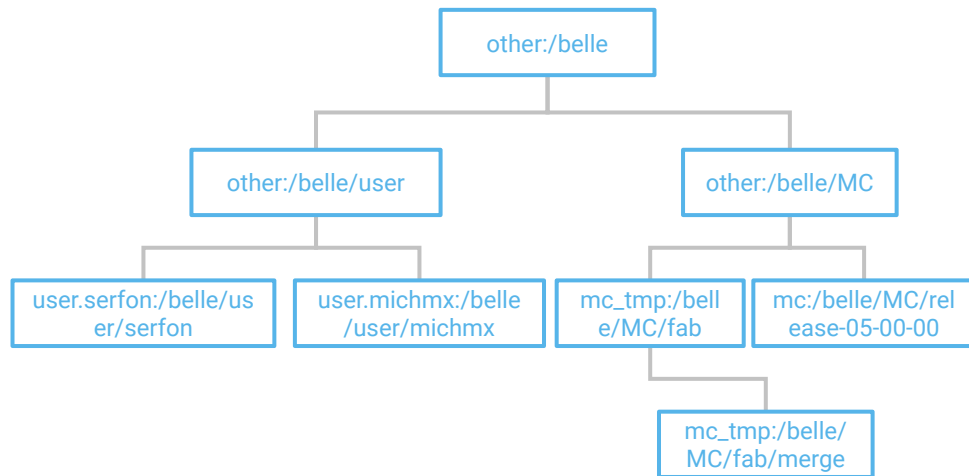 other:/belle
other:/belle/user
other:/belle/MC
user.serfon:/belle/us
er/serfon
user.michmx:/belle
/user/michmx
mc_tmp:/bell
e/MC/fab
mc:/belle/MC/rel
ease-05-00-00
mc_tmp:/belle/
MC/fab/merge